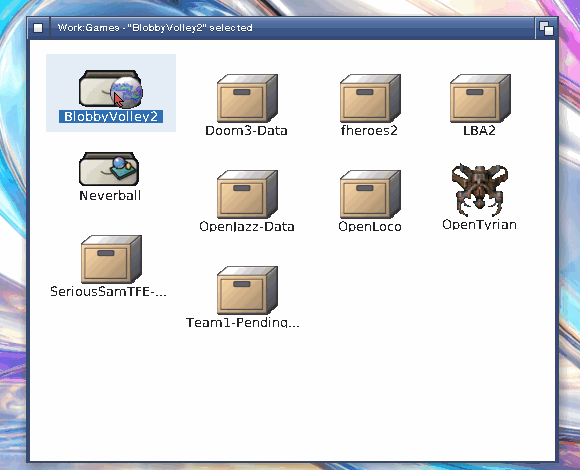 Work:Games - "BlobbyVolley2" selected
BlobbyVolley2
Doom3-Data
fheroes2
LBA2
Neverball
OpenJazz-Data
OpenLoco
OpenTyrian
SeriousSamTFE-...
Team1-Pending...